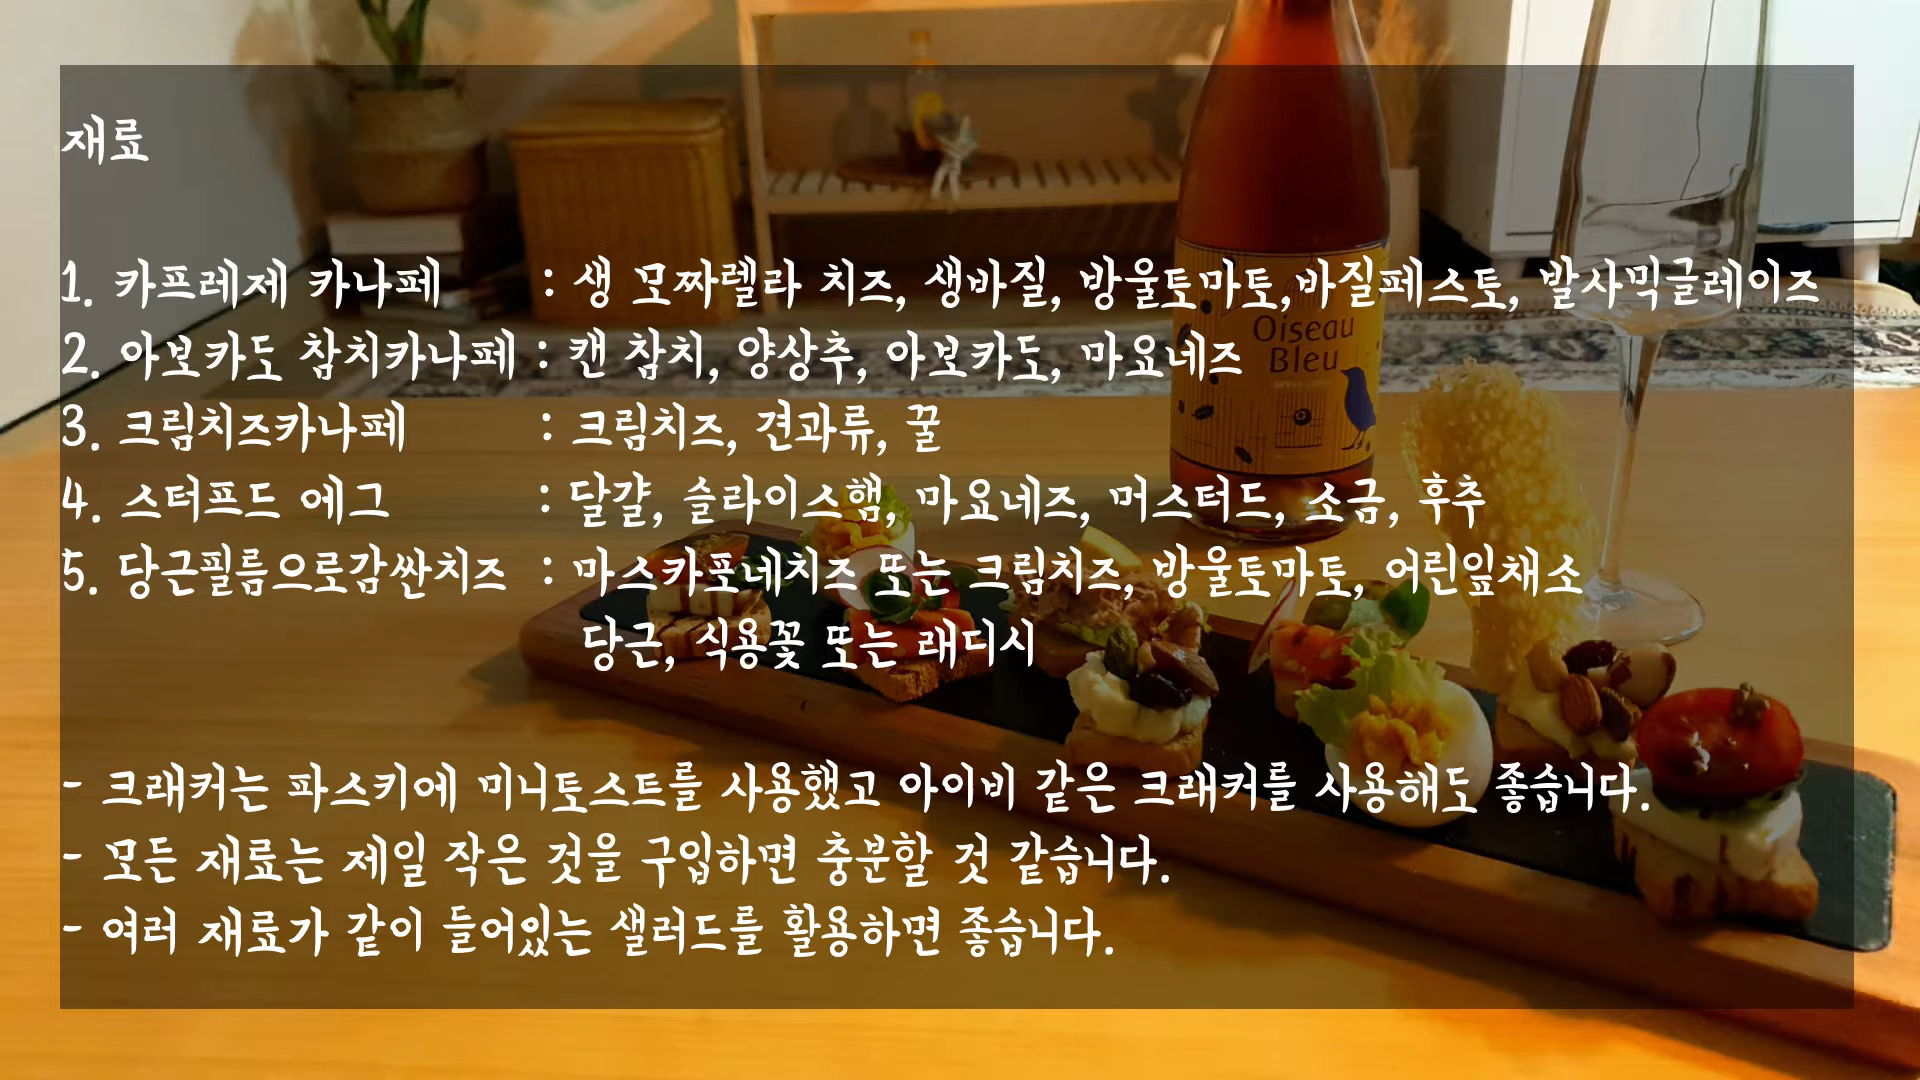 재료
1. 카프레제 카나페 : 생 모짜렐라 치즈, 생바질, 방울토마토,바질페스토, 발사믹글레이즈
2. 아보카도 참치카나페 : 캔 참치, 양상추, 아보카도, 마요네즈
3. 크림치즈카나페 : 크림치즈, 견과류, 꿀
4. 스터프드 에그 : 달걀, 슬라이스햄, 마요네즈, 머스터드, 소금, 후추
5. 당근필름으로감싼치즈 : 마스카포네치즈 또는 크림치즈, 방울토마토, 어린잎채소
당근, 식용꽃 또는 래디시
- 크래커는 파스키에 미니토스트를 사용했고 아이비 같은 크래커를 사용해도 좋습니다.
- 모든 재료는 제일 작은 것을 구입하면 충분할 것 같습니다.
- 여러 재료가 같이 들어있는 샐러드를 활용하면 좋습니다.
Oiseau
Bleu